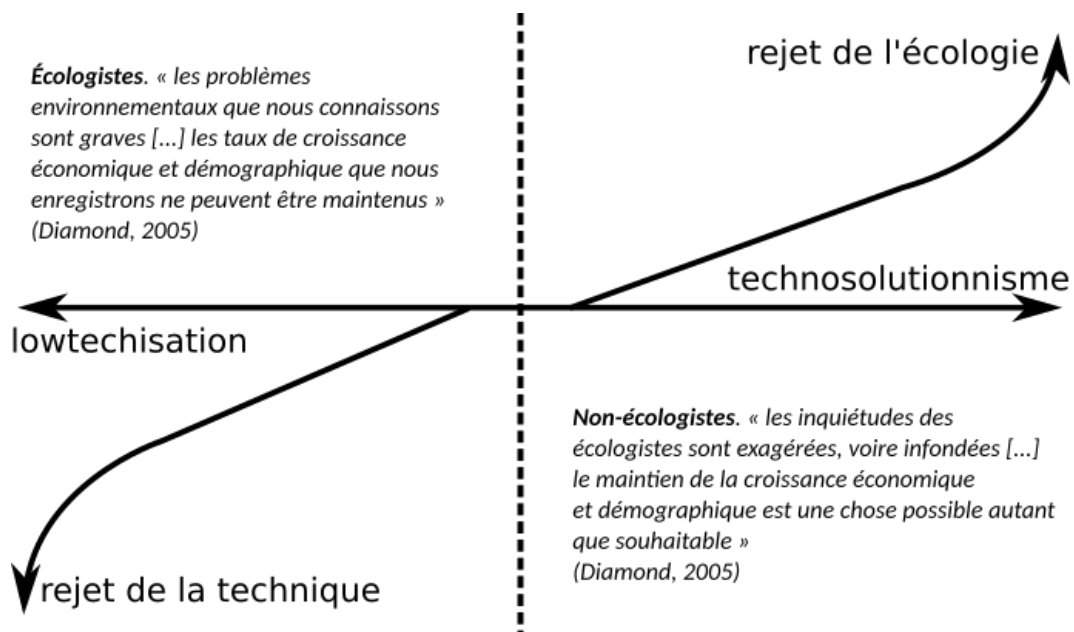 Écologistes. « les problèmes
environnementaux que nous connaissons
sont graves [...] les taux de croissance
économique et démographique que nous
enregistrons ne peuvent être maintenus »
(Diamond, 2005)
rejet de l'écologie
technosolutionnisme
lowtechisation
Non-écologistes. « les inquiétudes des
écologistes sont exagérées, voire infondées [...]
le maintien de la croissance économique
et démographique est une chose possible autant
que souhaitable »
(Diamond, 2005)
rejet de la technique